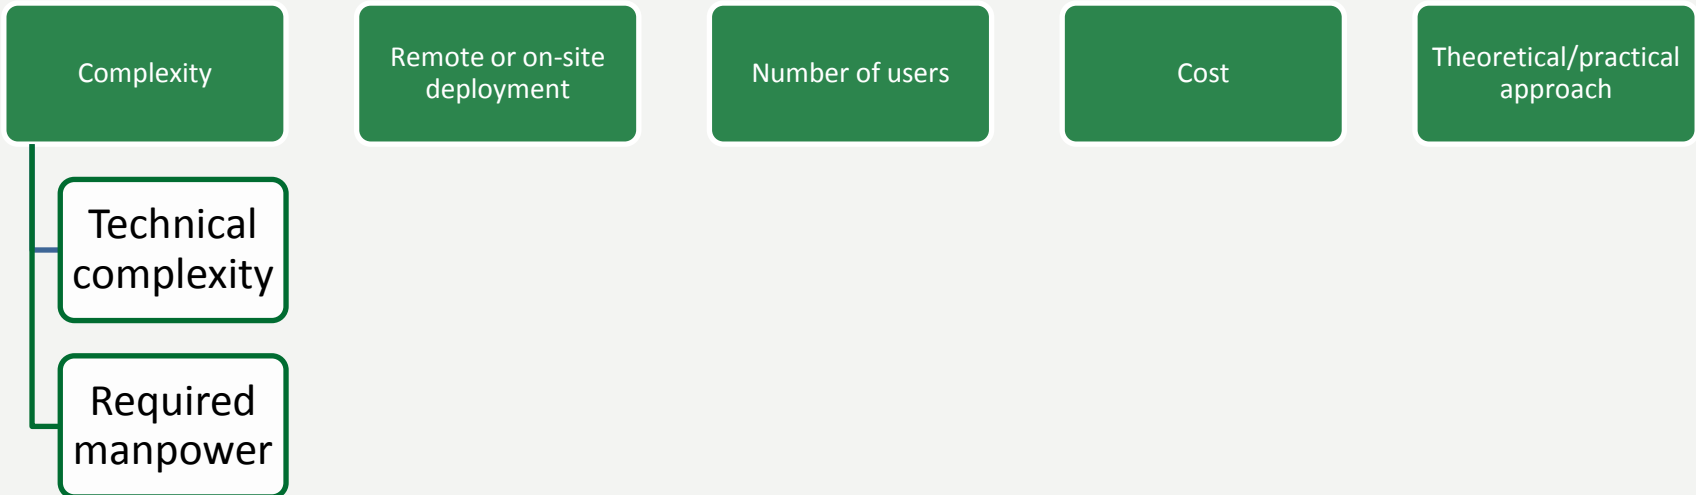 Complexity
Remote or on-site
deployment
Number of users
Cost
Theoretical/practical
approach
Technical
complexity
Required
manpower